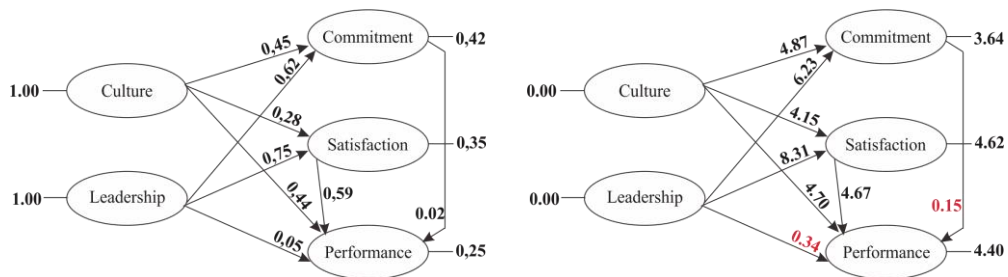 Commitment
0,42
0,45
0,62
1.00
Culture
0,28
Satisfaction
0,35
0,75
0,59
1.00
Leadership
0,44
0.02
0,05
Performance
0,25
Commitment
3.64
4.87
6.23
0.00
Culture
4.15
Satisfaction
4.62
8.31
4.67
0.00
Leadership
4.70
0.15
0.34
Performance
4.40